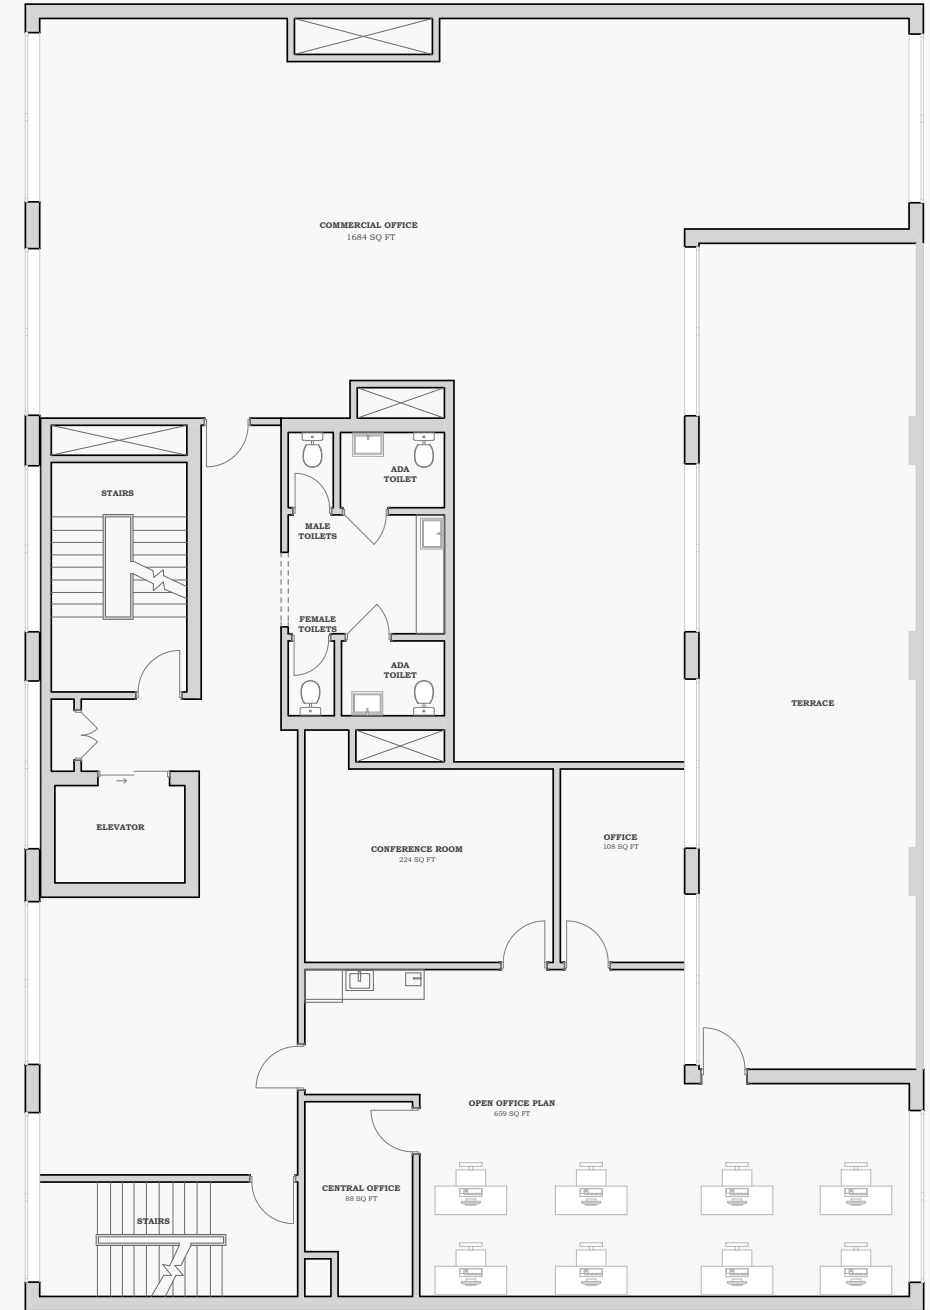 COMMERCIAL OFFICE
1684 SQ FT
STAIRS
ADA
TOILET
MALE
TOILETS
FEMALE
TOILETS
ADA
TOILET
TERRACE
ELEVATOR
CONFERENCE ROOM
224 SQ FT
OFFICE
108 SQ FT
OPEN OFFICE PLAN
659 SQ FT
CENTRAL OFFICE
88 SQ FT
STAIRS